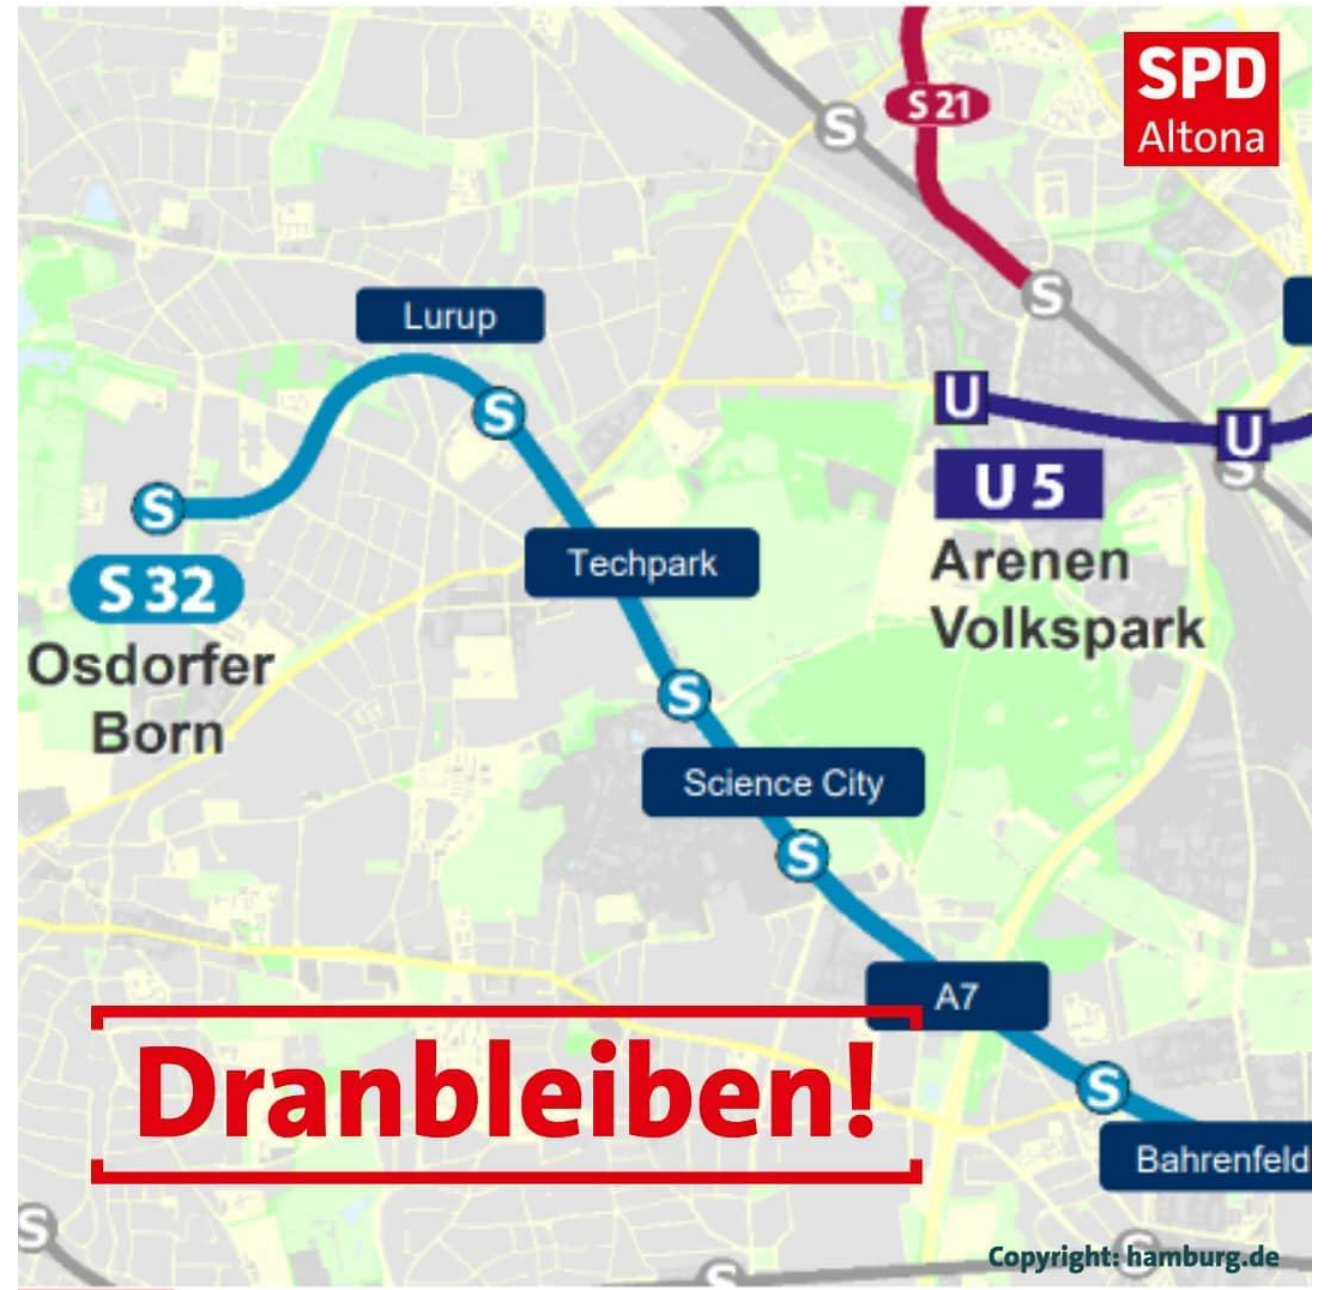 SPD
Altona
S
S 21
S
Lurup
U
U
S
S
S
U 5
Arenen
Volkspark
S 32
Osdorfer
Born
Techpark
S
Science City
S
A7
Dranbleiben!
S
Bahrenfeld
S
S
S
Copyright: hamburg.de